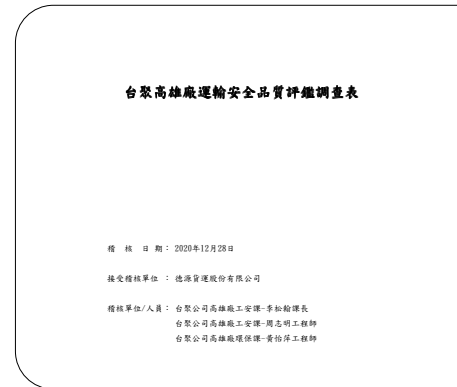 台聚高雄廠運輸安全品質評鑑調查表
稽 核 日 期： 2020年12月28日
接受稽核單位 ： 德源貨運股份有限公司
稽核單位/人員： 台聚公司高雄廠工安課-李松翰課長
台聚公司高雄廠工安課-周志明工程師
台聚公司高雄廠環保課-黃怡萍工程師